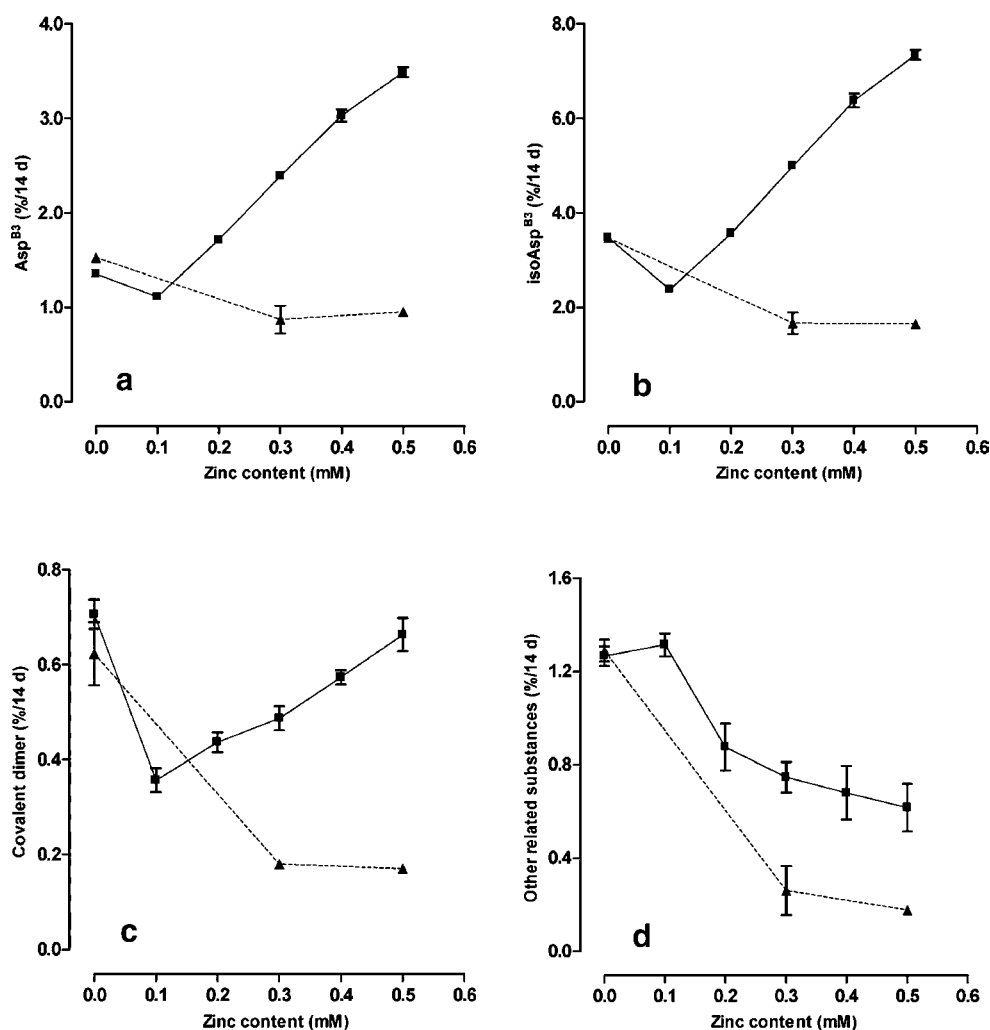 4.0
3.0
2.0
1.0
0.0
Asp^B3 (%/14 d)
a
0.0 0.1 0.2 0.3 0.4 0.5 0.6
Zinc content (mM)
8.0
6.0
4.0
2.0
0.0
isoAsp^B3 (%/14 d)
b
0.0 0.1 0.2 0.3 0.4 0.5 0.6
Zinc content (mM)
0.8
0.6
0.4
0.2
0.0
Covalent dimer (%/14 d)
c
0.0 0.1 0.2 0.3 0.4 0.5 0.6
Zinc content (mM)
1.6
1.2
0.8
0.4
0.0
Other related substances (%/14 d)
d
0.0 0.1 0.2 0.3 0.4 0.5 0.6
Zinc content (mM)